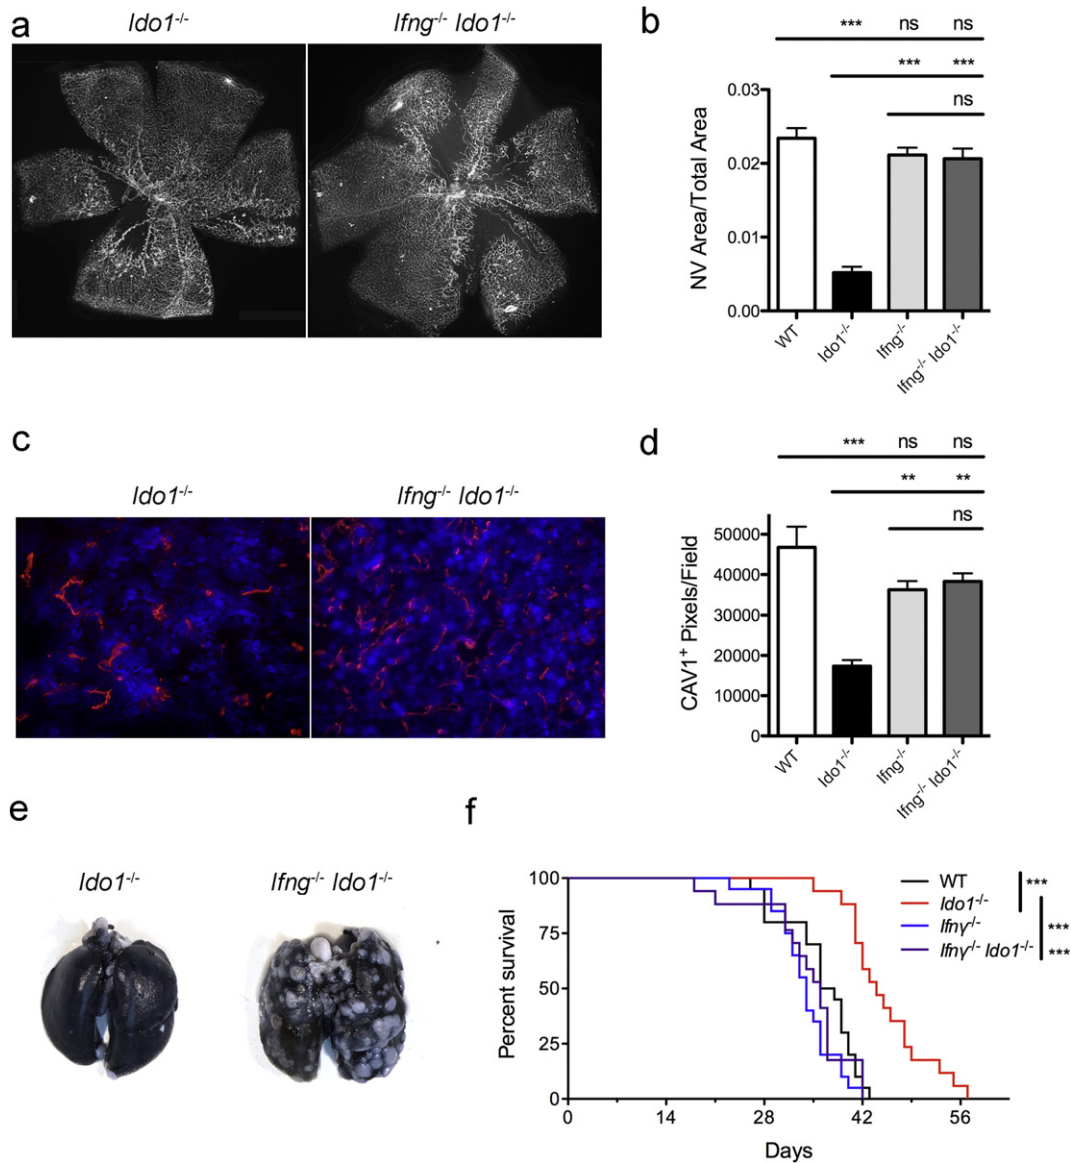 a
Ido1-/-
Ifng-/- Ido1-/-
b
*** ns ns
*** ***
ns
NV Area/Total Area
0.03
0.02
0.01
0.00
WT
Ido1-/-
Ifng-/-
Ifng-/- Ido1-/-
c
Ido1-/-
Ifng-/- Ido1-/-
d
*** ns ns
** **
ns
CAV1+ Pixels/Field
50000
40000
30000
20000
10000
0
WT
Ido1-/-
Ifng-/-
Ifng-/- Ido1-/-
e
Ido1-/-
Ifng-/- Ido1-/-
f
Percent survival
100
75
50
25
0
0 14 28 42 56
Days
WT
Ido1-/-
Ifnγ-/-
Ifnγ-/- Ido1-/-
***
***
***